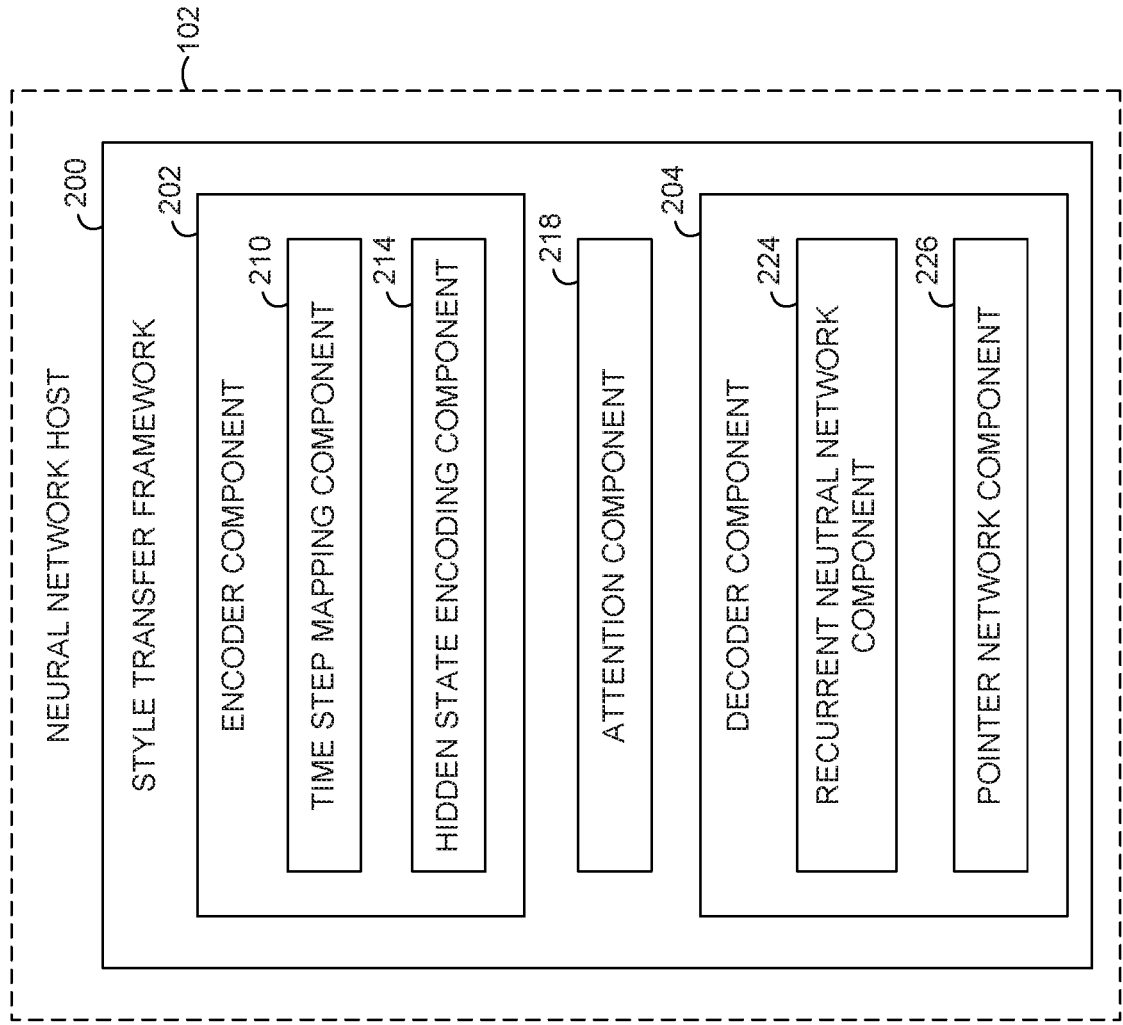 NEURAL NETWORK HOST
102
200
STYLE TRANSFER FRAMEWORK
202
ENCODER COMPONENT
210
TIME STEP MAPPING COMPONENT
214
HIDDEN STATE ENCODING COMPONENT
218
ATTENTION COMPONENT
204
DECODER COMPONENT
224
RECURRENT NEUTRAL NETWORK
COMPONENT
226
POINTER NETWORK COMPONENT